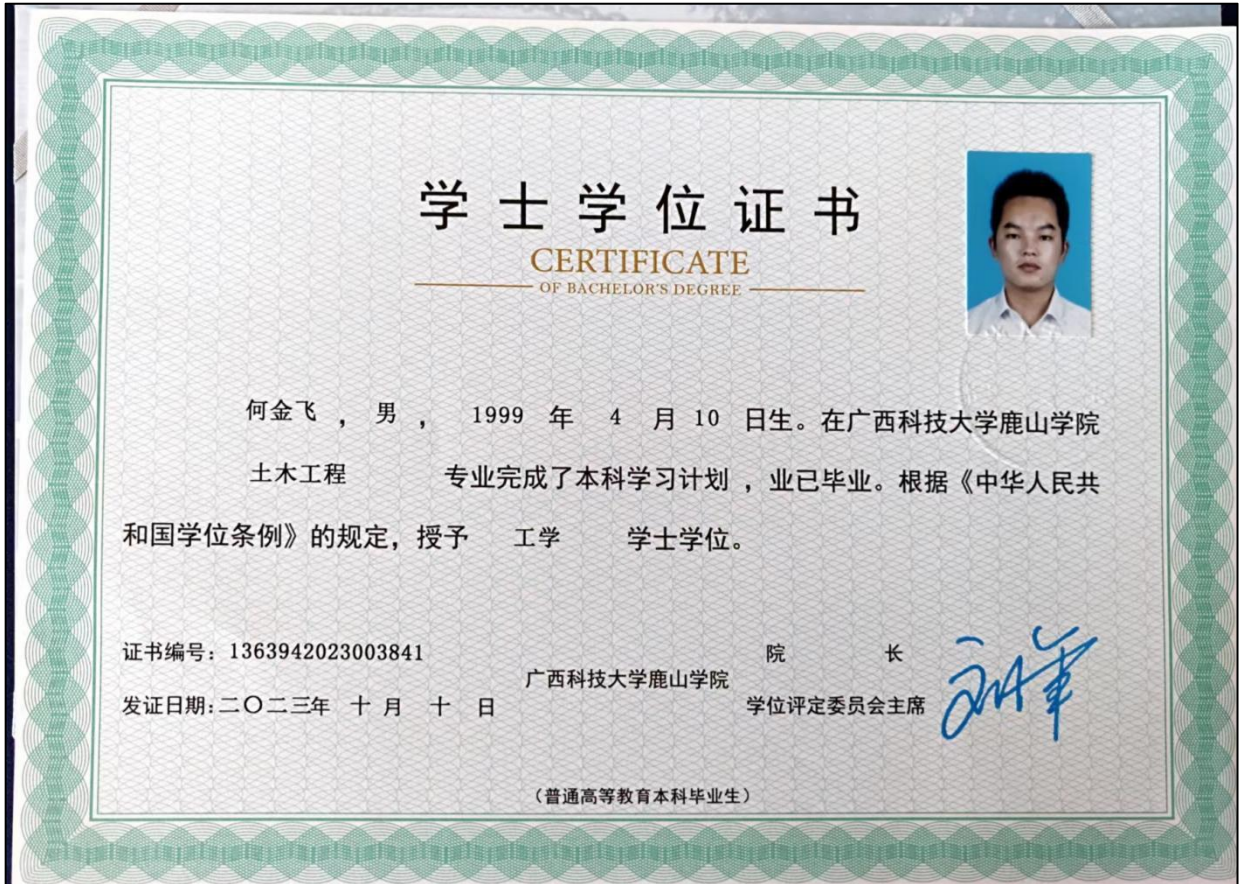 学士学位证书
CERTIFICATE
OF BACHELOR'S DEGREE
何金飞 ， 男 ， 1999 年 4 月 10 日生。在广西科技大学鹿山学院
土木工程 专业完成了本科学习计划 ，业已毕业。根据《中华人民共
和国学位条例》的规定，授予 工学 学士学位。
证书编号：1363942023003841
发证日期：二〇二三年 十 月 十 日
广西科技大学鹿山学院
院 长
学位评定委员会主席
（普通高等教育本科毕业生）